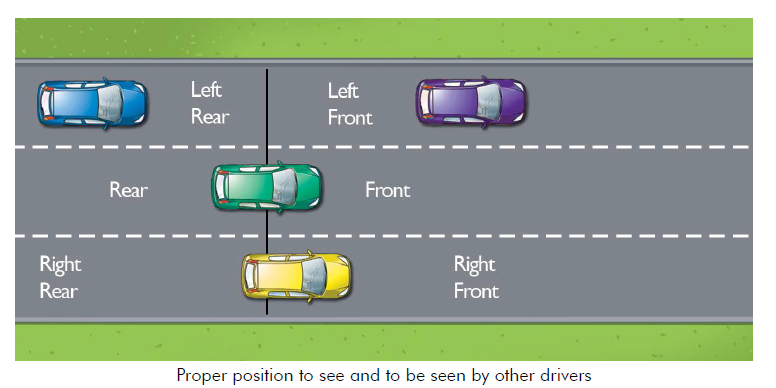 Left
Rear
Left
Front
Rear
Front
Right
Rear
Right
Front
Proper position to see and to be seen by other drivers